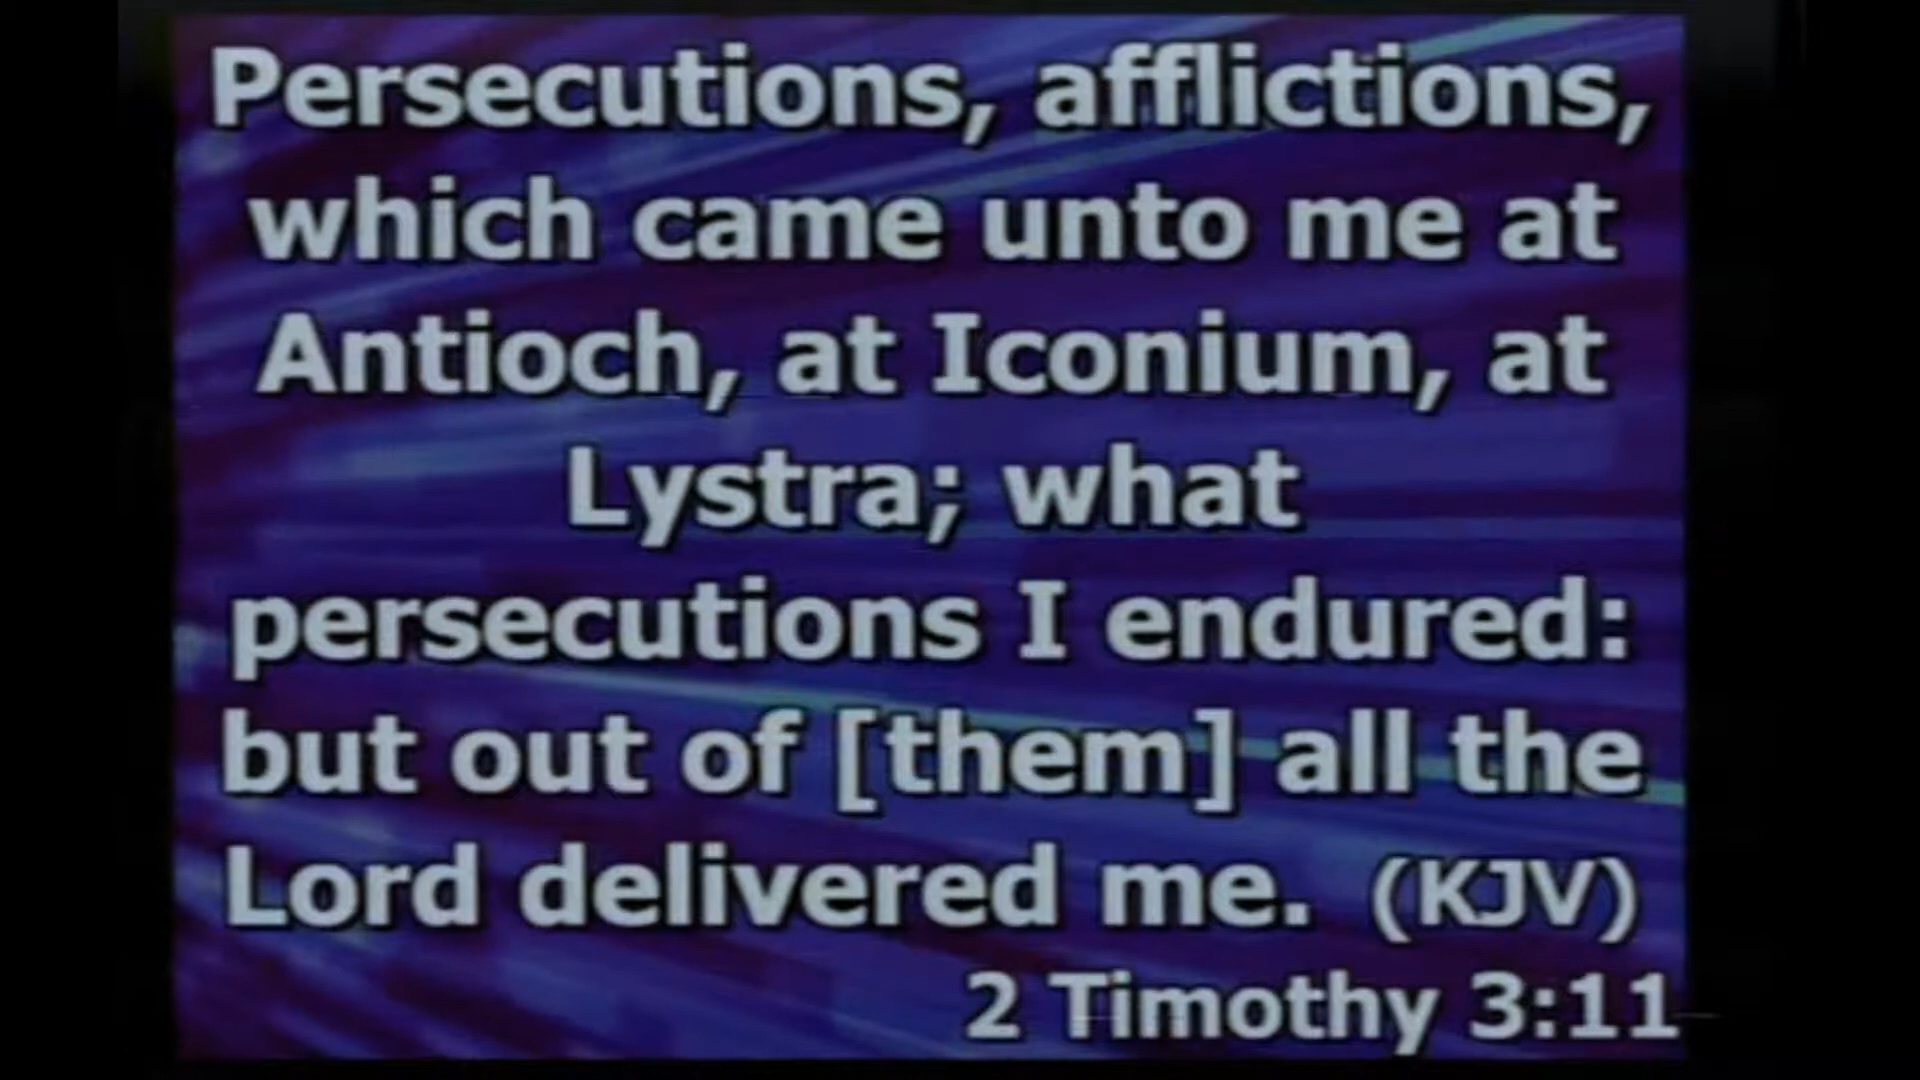 Persecutions, afflictions,
which came unto me at
Antioch, at Iconium, at
Lystra; what
persecutions I endured:
but out of [them] all the
Lord delivered me. (KJV)
2 Timothy 3:11